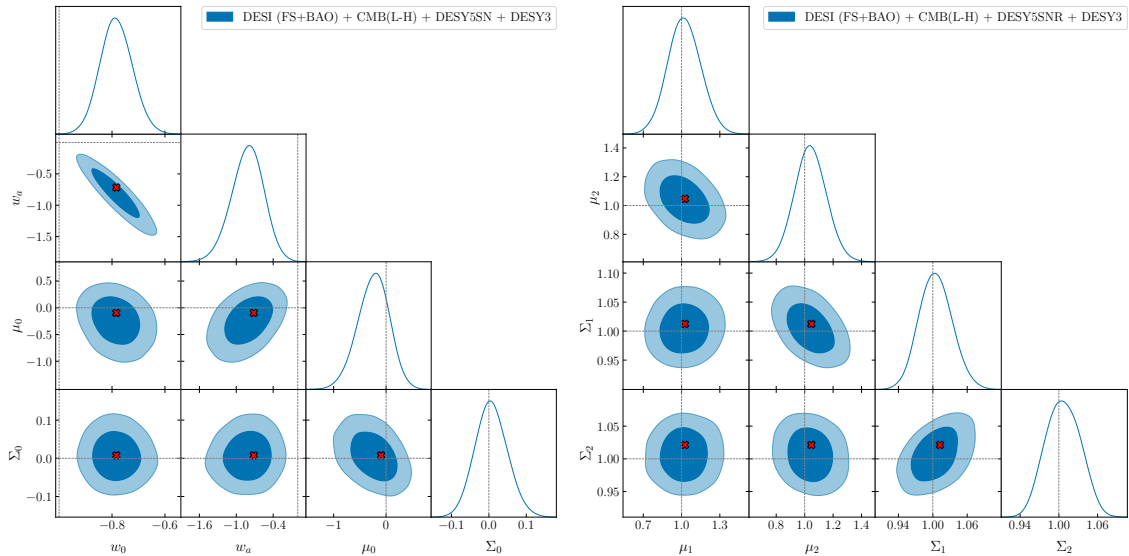 DESI (FS+BAO) + CMB(L-H) + DESY5SN + DESY3
−0.5
−1.0
−1.5
w_a
0.5
0.0
−0.5
−1.0
μ_0
0.1
0.0
−0.1
Σ_0
−0.8 −0.6
w_0
−1.6 −1.0 −0.4
w_a
−1 0
μ_0
−0.1 0.0 0.1
Σ_0
DESI (FS+BAO) + CMB(L-H) + DESY5SNR + DESY3
1.4
1.2
1.0
0.8
μ_2
1.10
1.05
1.00
0.95
Σ_1
1.05
1.00
0.95
Σ_2
0.7 1.0 1.3
μ_1
0.8 1.0 1.2 1.4
μ_2
0.94 1.00 1.06
Σ_1
0.94 1.00 1.06
Σ_2